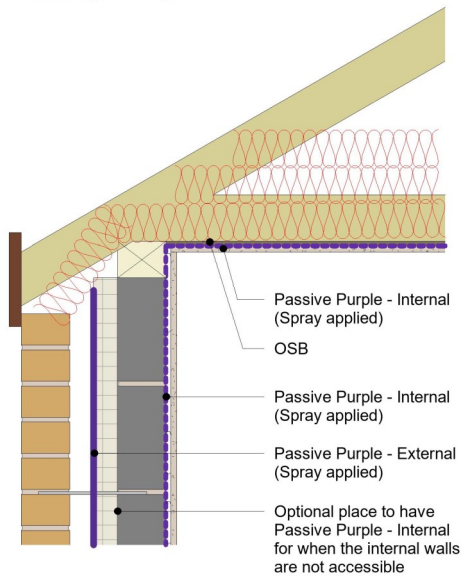 Passive Purple - Internal
(Spray applied)
OSB
Passive Purple - Internal
(Spray applied)
Passive Purple - External
(Spray applied)
Optional place to have
Passive Purple - Internal
for when the internal walls
are not accessible